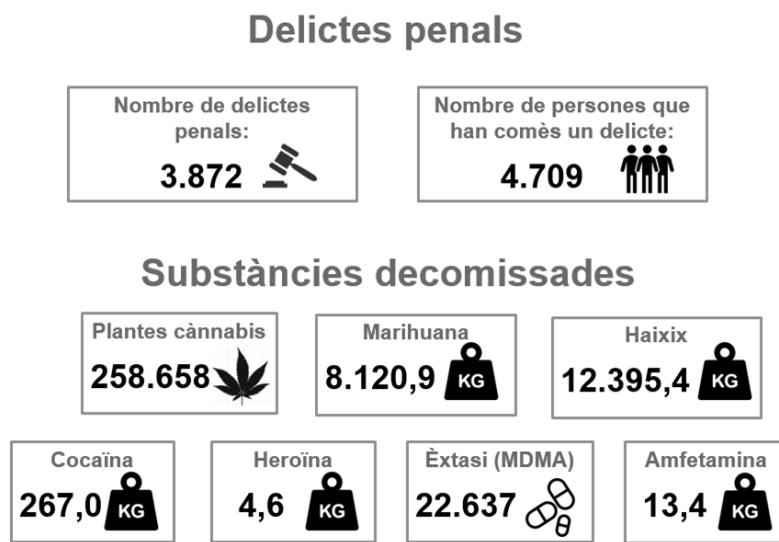 Delictes penals
Nombre de delictes
penals:
3.872
Nombre de persones que
han comès un delicte:
4.709
Substàncies decomissades
Plantes cànnabis
258.658
Marihuana
8.120,9 KG
Haixix
12.395,4 KG
Cocaïna
267,0 KG
Heroïna
4,6 KG
Èxtasi (MDMA)
22.637
Amfetamina
13,4 KG